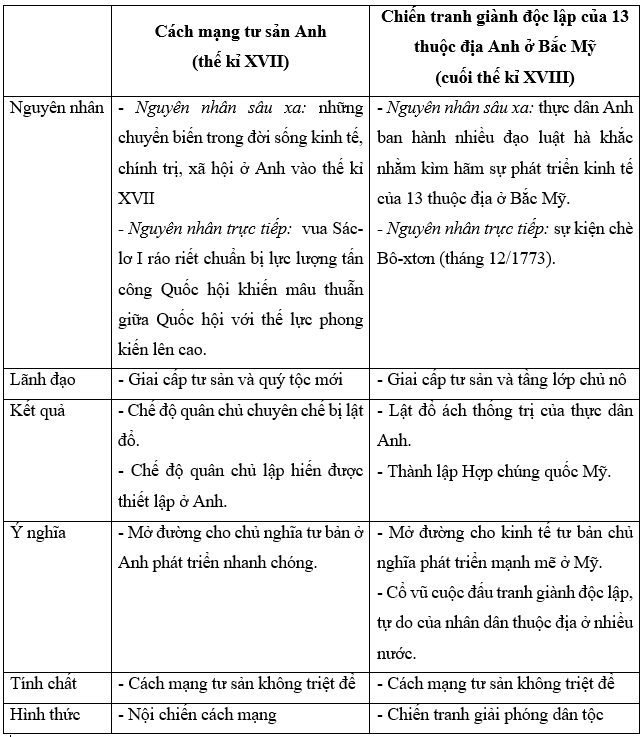 Cách mạng tư sản Anh
(thế kỉ XVII)
Chiến tranh giành độc lập của 13
thuộc địa Anh ở Bắc Mỹ
(cuối thế kỉ XVIII)
Nguyên nhân
- Nguyên nhân sâu xa: những
chuyển biến trong đời sống kinh tế,
chính trị, xã hội ở Anh vào thế kỉ
XVII
- Nguyên nhân trực tiếp: vua Sác-
lơ I ráo riết chuẩn bị lực lượng tấn
công Quốc hội khiến mâu thuẫn
giữa Quốc hội với thế lực phong
kiến lên cao.
- Nguyên nhân sâu xa: thực dân Anh
ban hành nhiều đạo luật hà khắc
nhằm kìm hãm sự phát triển kinh tế
của 13 thuộc địa ở Bắc Mỹ.
- Nguyên nhân trực tiếp: sự kiện chè
Bô-xtơn (tháng 12/1773).
Lãnh đạo
- Giai cấp tư sản và quý tộc mới
- Giai cấp tư sản và tầng lớp chủ nô
Kết quả
- Chế độ quân chủ chuyên chế bị lật
đổ.
- Chế độ quân chủ lập hiến được
thiết lập ở Anh.
- Lật đổ ách thống trị của thực dân
Anh.
- Thành lập Hợp chúng quốc Mỹ.
Ý nghĩa
- Mở đường cho chủ nghĩa tư bản ở
Anh phát triển nhanh chóng.
- Mở đường cho kinh tế tư bản chủ
nghĩa phát triển mạnh mẽ ở Mỹ.
- Cổ vũ cuộc đấu tranh giành độc lập,
tự do của nhân dân thuộc địa ở nhiều
nước.
Tính chất
- Cách mạng tư sản không triệt để
- Cách mạng tư sản không triệt để
Hình thức
- Nội chiến cách mạng
- Chiến tranh giải phóng dân tộc